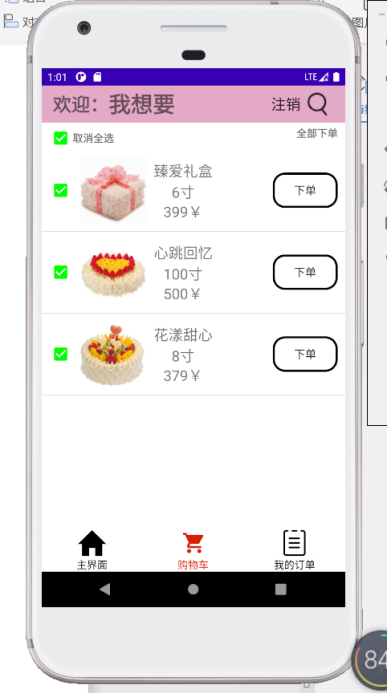 1:01 LTE
欢迎：我想要 注销
取消全选 全部下单
臻爱礼盒
6寸
399￥
下单
心跳回忆
100寸
500￥
下单
花漾甜心
8寸
379￥
下单
主界面 购物车 我的订单
84